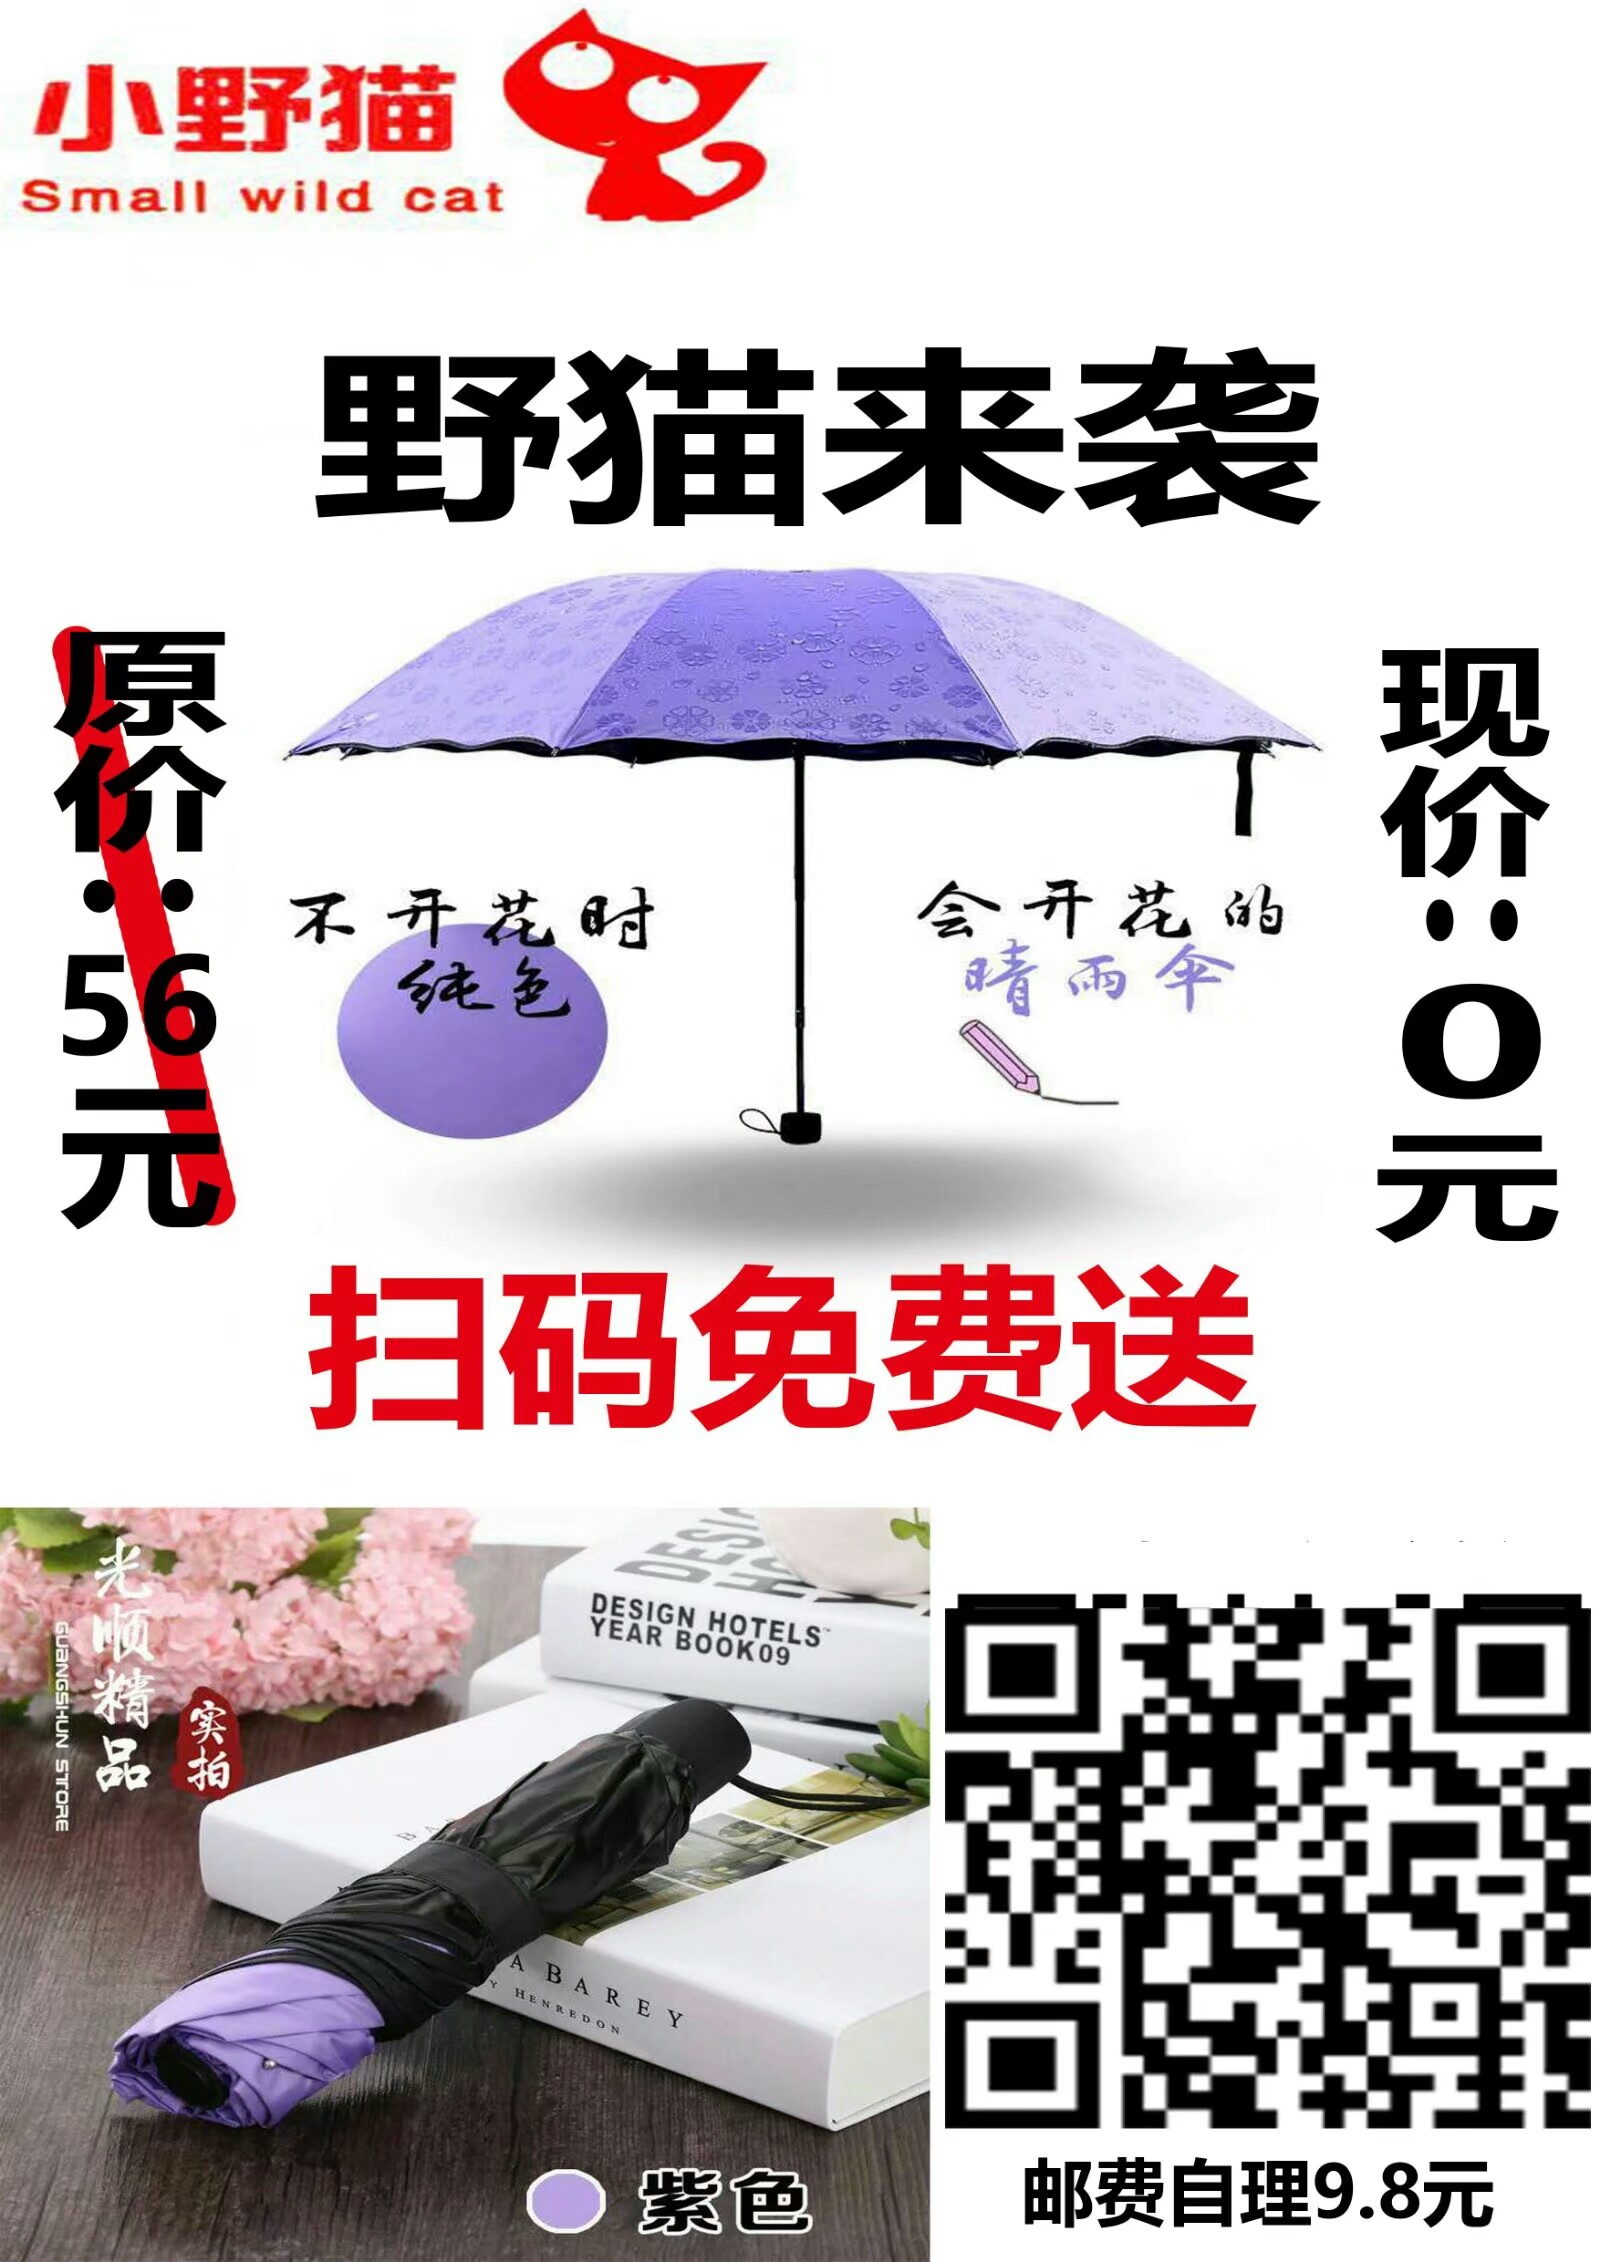 小野猫
Small wild cat
野猫来袭
原价:56元
现价:0元
不开花时
纯色
会开花的
晴雨伞
扫码免费送
光顺精品
GUANGSHUN STORE
实拍
DESIGN HOTELS™
YEAR BOOK09
ABAREY
HENREDON
紫色
邮费自理9.8元